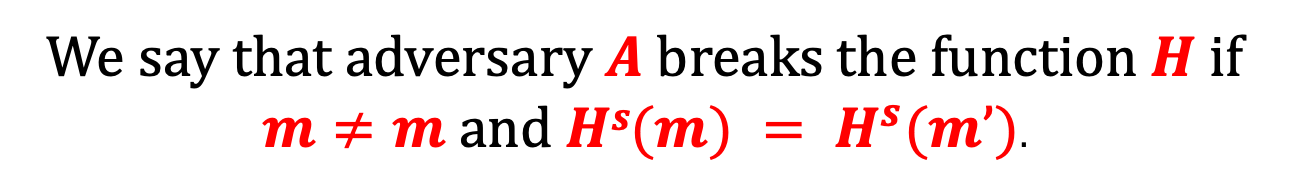 We say that adversary A breaks the function H if
m ≠ m and Hˢ(m) = Hˢ(m’).